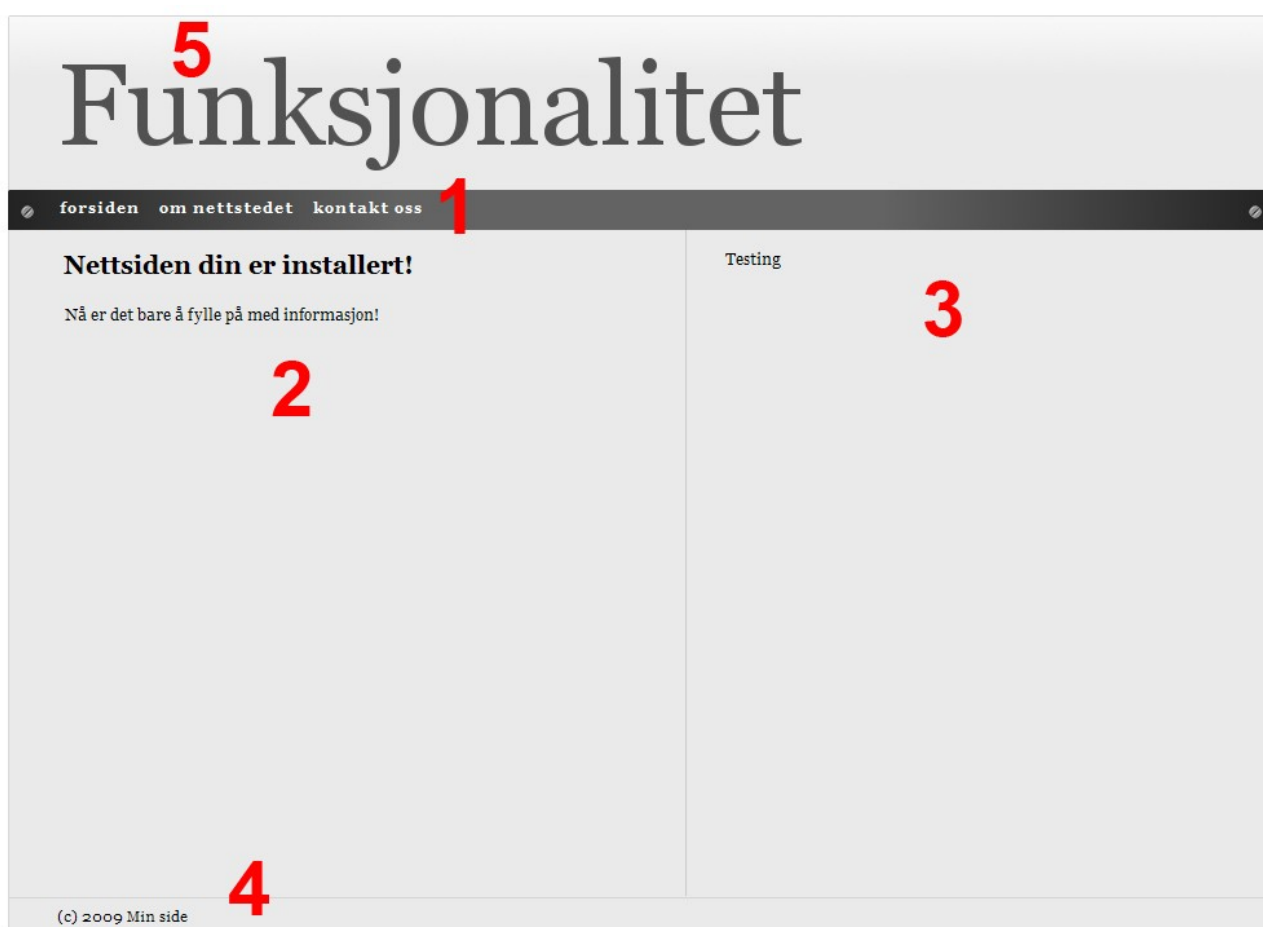 5
Funksjonalitet
1
forsiden om nettstedet kontakt oss
Nettsiden din er installert!
Nå er det bare å fylle på med informasjon!
2
Testing
3
4
(c) 2009 Min side